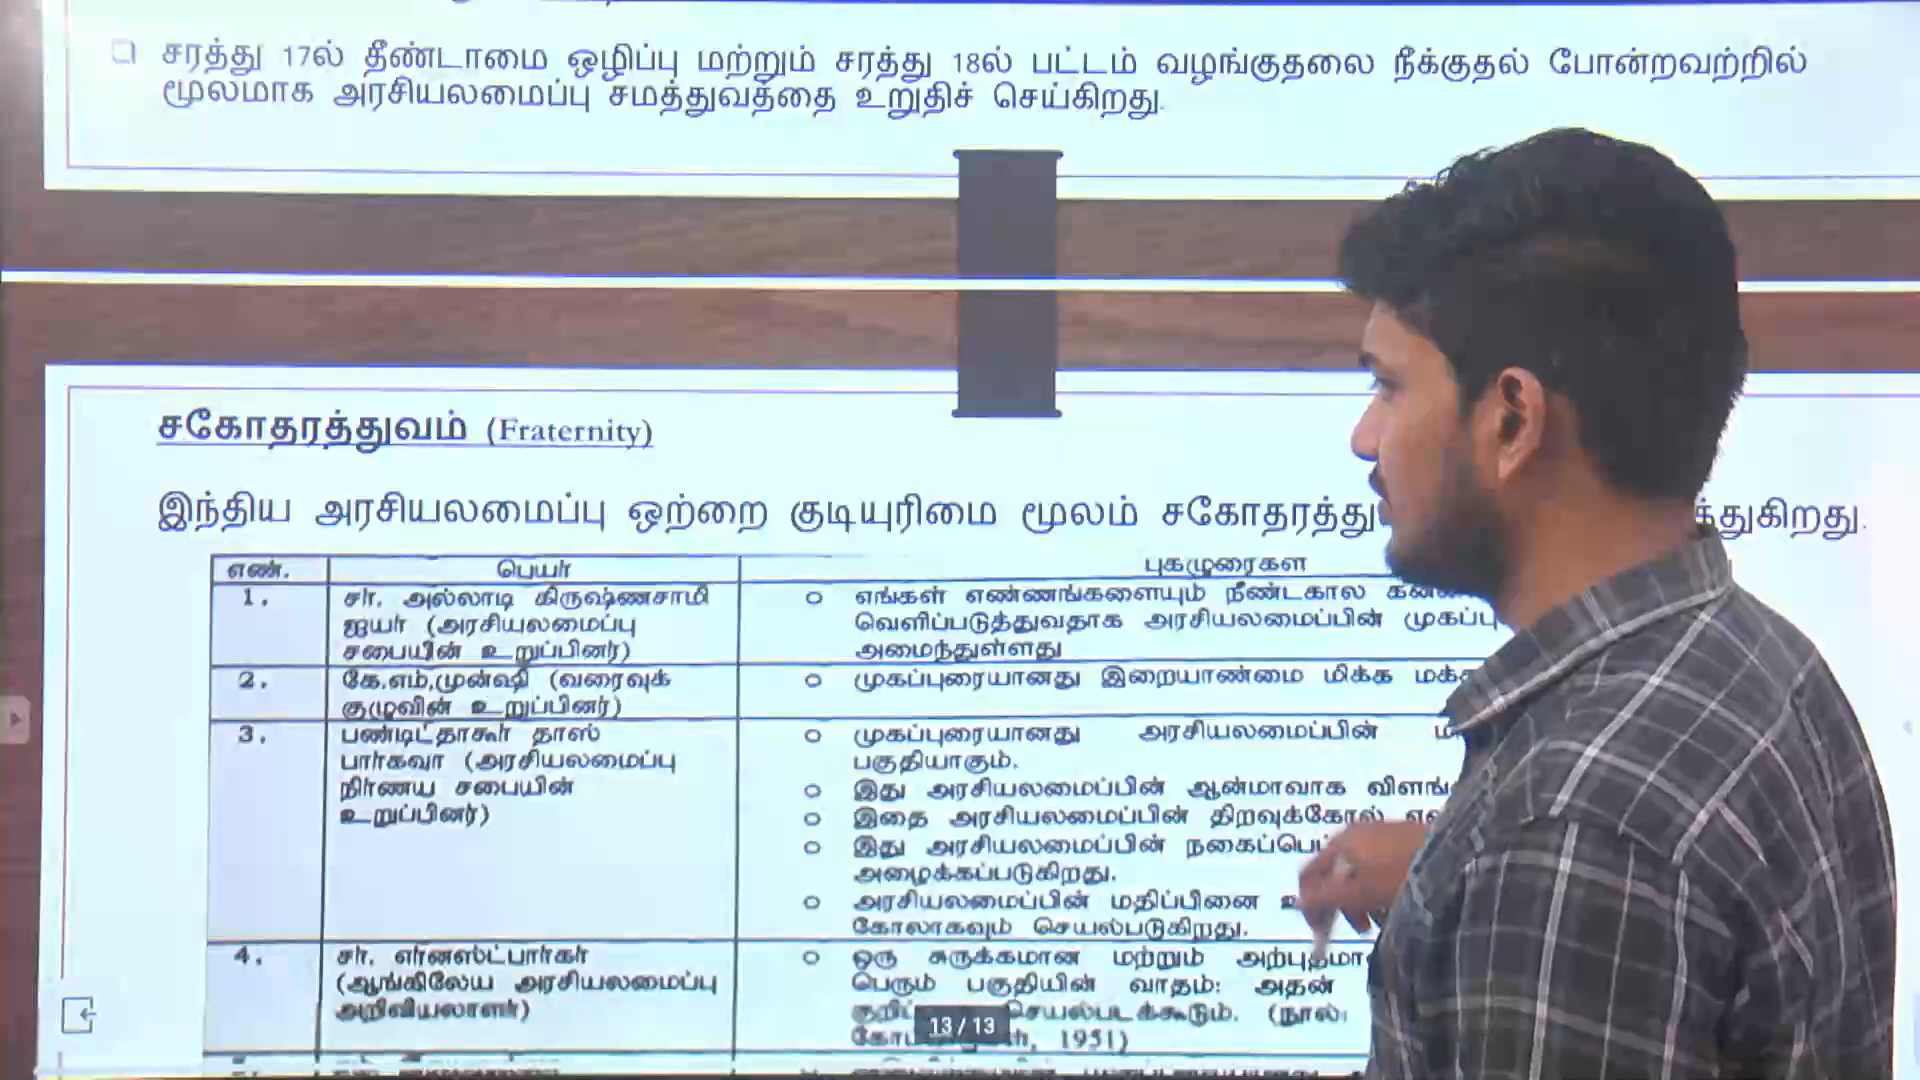 சரத்து 17ல் தீண்டாமை ஒழிப்பு மற்றும் சரத்து 18ல் பட்டம் வழங்குதலை நீக்குதல் போன்றவற்றில்
மூலமாக அரசியலமைப்பு சமத்துவத்தை உறுதிச் செய்கிறது.
சகோதரத்துவம் (Fraternity)
இந்திய அரசியலமைப்பு ஒற்றை குடியுரிமை மூலம்
எண். பெயர் புகழுரைகள்
1. சர். அல்லாடி கிருஷ்ணசாமி
ஐயர் (அரசியலமைப்பு
சபையின் உறுப்பினர்)
எங்கள் எண்ணங்களையும் நீண்டகால
வெளிப்படுத்துவதாக அரசியலமைப்பின்
அமைந்துள்ளது
2. கே.எம்.முன்ஷி (வரைவுக்
குழுவின் உறுப்பினர்)
முகப்புரையானது இறையாண்மை மிக்க
3. பண்டிட்தாகூர் தாஸ்
பார்கவா (அரசியலமைப்பு
நிர்ணய சபையின்
உறுப்பினர்)
முகப்புரையானது அரசியலமைப்பின்
பகுதியாகும்.
இது அரசியலமைப்பின் ஆன்மாவாக
இதை அரசியலமைப்பின் திறவுக்கோல்
இது அரசியலமைப்பின்
அழைக்கப்படுகிறது.
அரசியலமைப்பின் மதிப்பினை
கோலாகவும் செயல்படுகிறது.
4. சர். எர்னஸ்ட்பார்கர்
(ஆங்கிலேய அரசியலமைப்பு
அறிவியலாளர்)
ஒரு சுருக்கமான மற்றும்
பெரும் பகுதியின் வாதம்: அதன்
செயல்படக்கூடும். (நூல்:
1951)
13 / 13